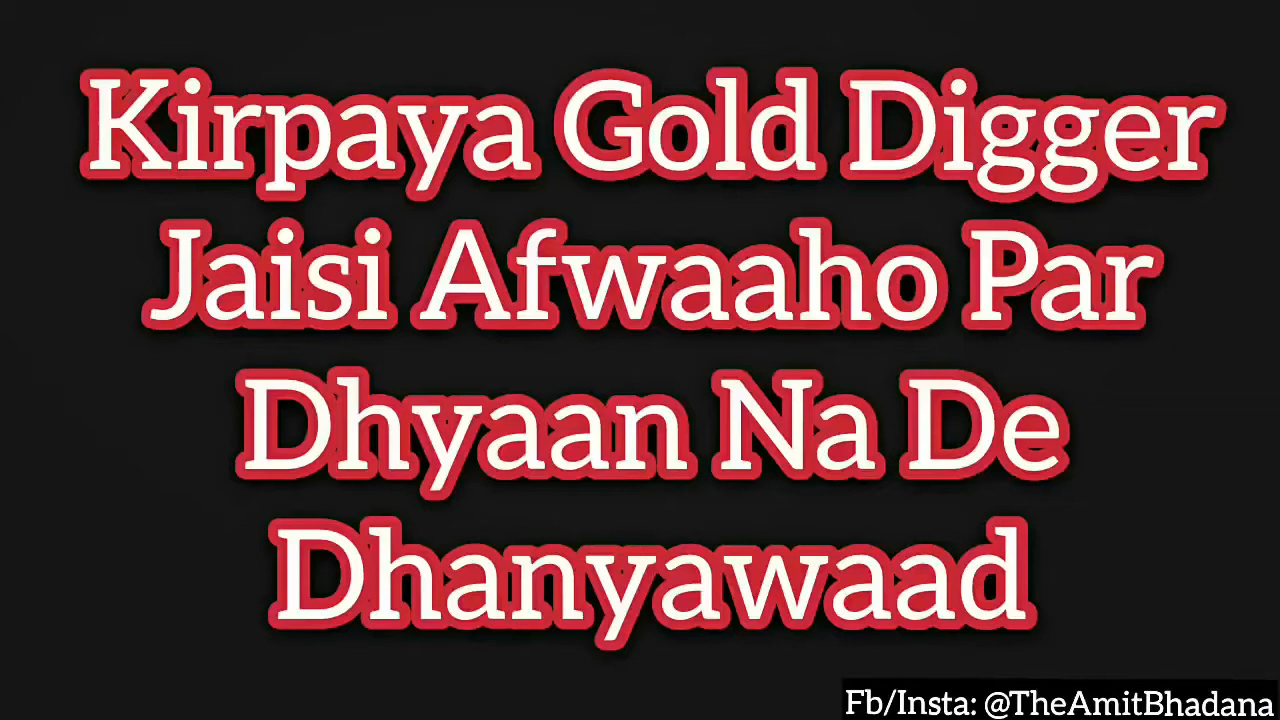 Kirpaya Gold Digger
Jaisi Afwaaho Par
Dhyaan Na De
Dhanyawaad
Fb/Insta: @TheAmitBhadana